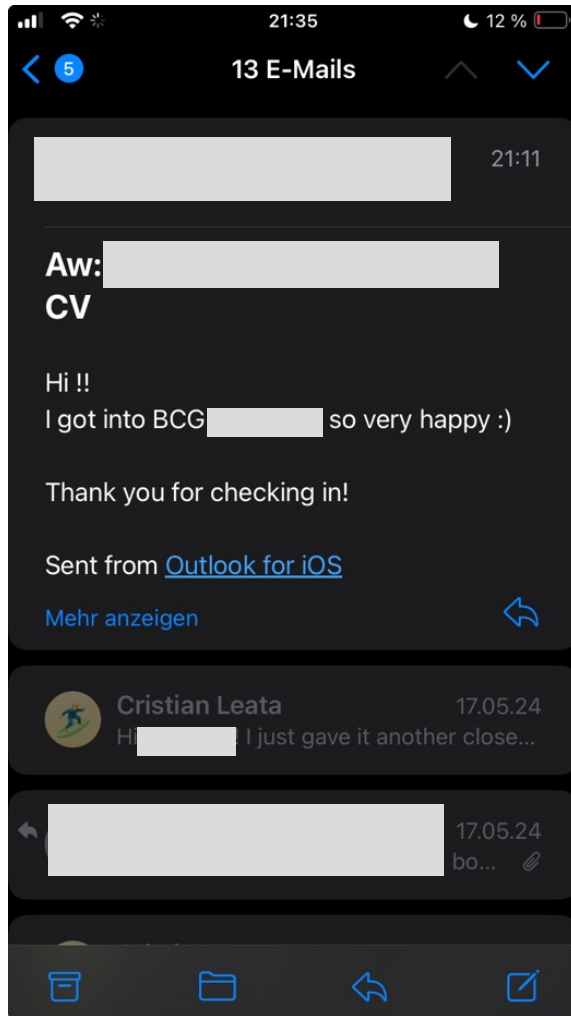 21:35
12 %
5
13 E-Mails
21:11
Aw:
CV
Hi !!
I got into BCG so very happy :)
Thank you for checking in!
Sent from Outlook for iOS
Mehr anzeigen
Cristian Leata
17.05.24
Hi ! I just gave it another close...
17.05.24
bo...